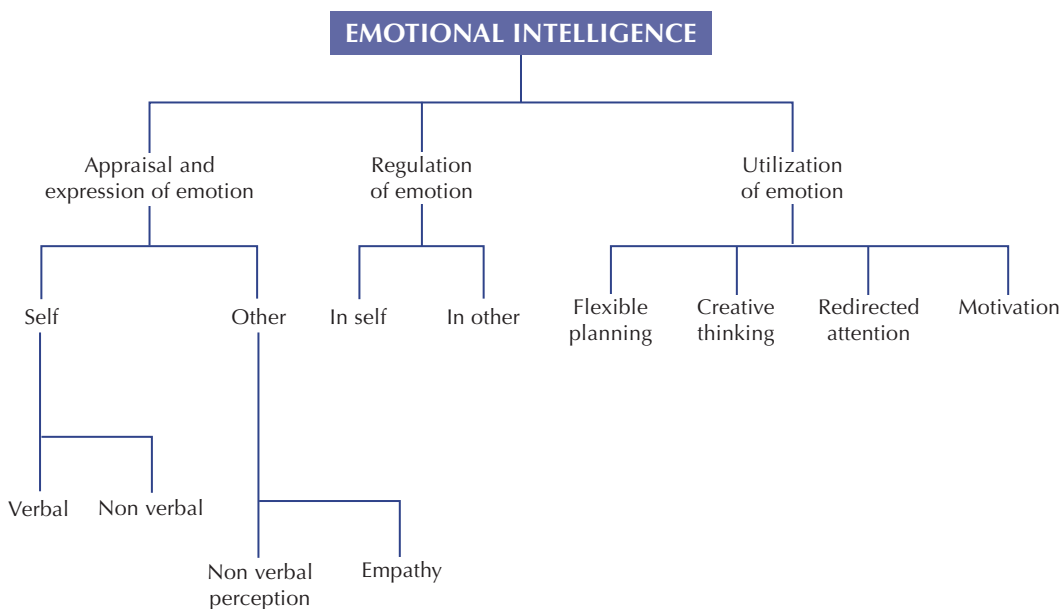 EMOTIONAL INTELLIGENCE
Appraisal and
expression of emotion
Regulation
of emotion
Utilization
of emotion
Self
Other
In self
In other
Flexible
planning
Creative
thinking
Redirected
attention
Motivation
Verbal
Non verbal
Non verbal
perception
Empathy